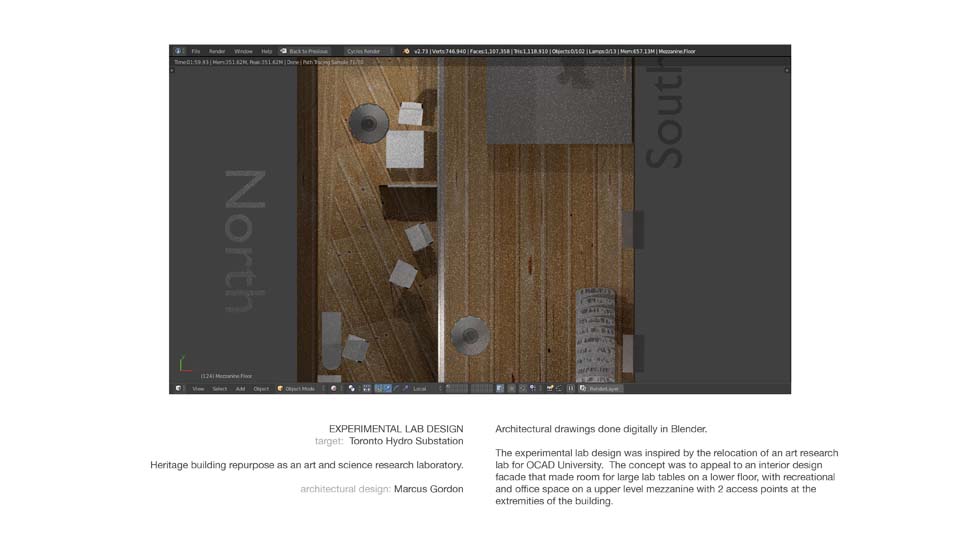 File Render Window Help Back to Previous Cycles Render v2.73 | Verts:746,940 | Faces:1,107,358 | Tris:1,118,910 | Objects:0/102 | Lamps:0/13 | Mem:657.13M | Mezzanine.Floor
Time:01:59.93 | Mem:351.62M, Peak:351.62M | Done | Path Tracing Sample
South
North
(124) Mezzanine.Floor
View Select Add Object Object Mode Local RenderLayer
EXPERIMENTAL LAB DESIGN
target: Toronto Hydro Substation
Heritage building repurpose as an art and science research laboratory.
architectural design: Marcus Gordon
Architectural drawings done digitally in Blender.
The experimental lab design was inspired by the relocation of an art research
lab for OCAD University. The concept was to appeal to an interior design
facade that made room for large lab tables on a lower floor, with recreational
and office space on a upper level mezzanine with 2 access points at the
extremities of the building.